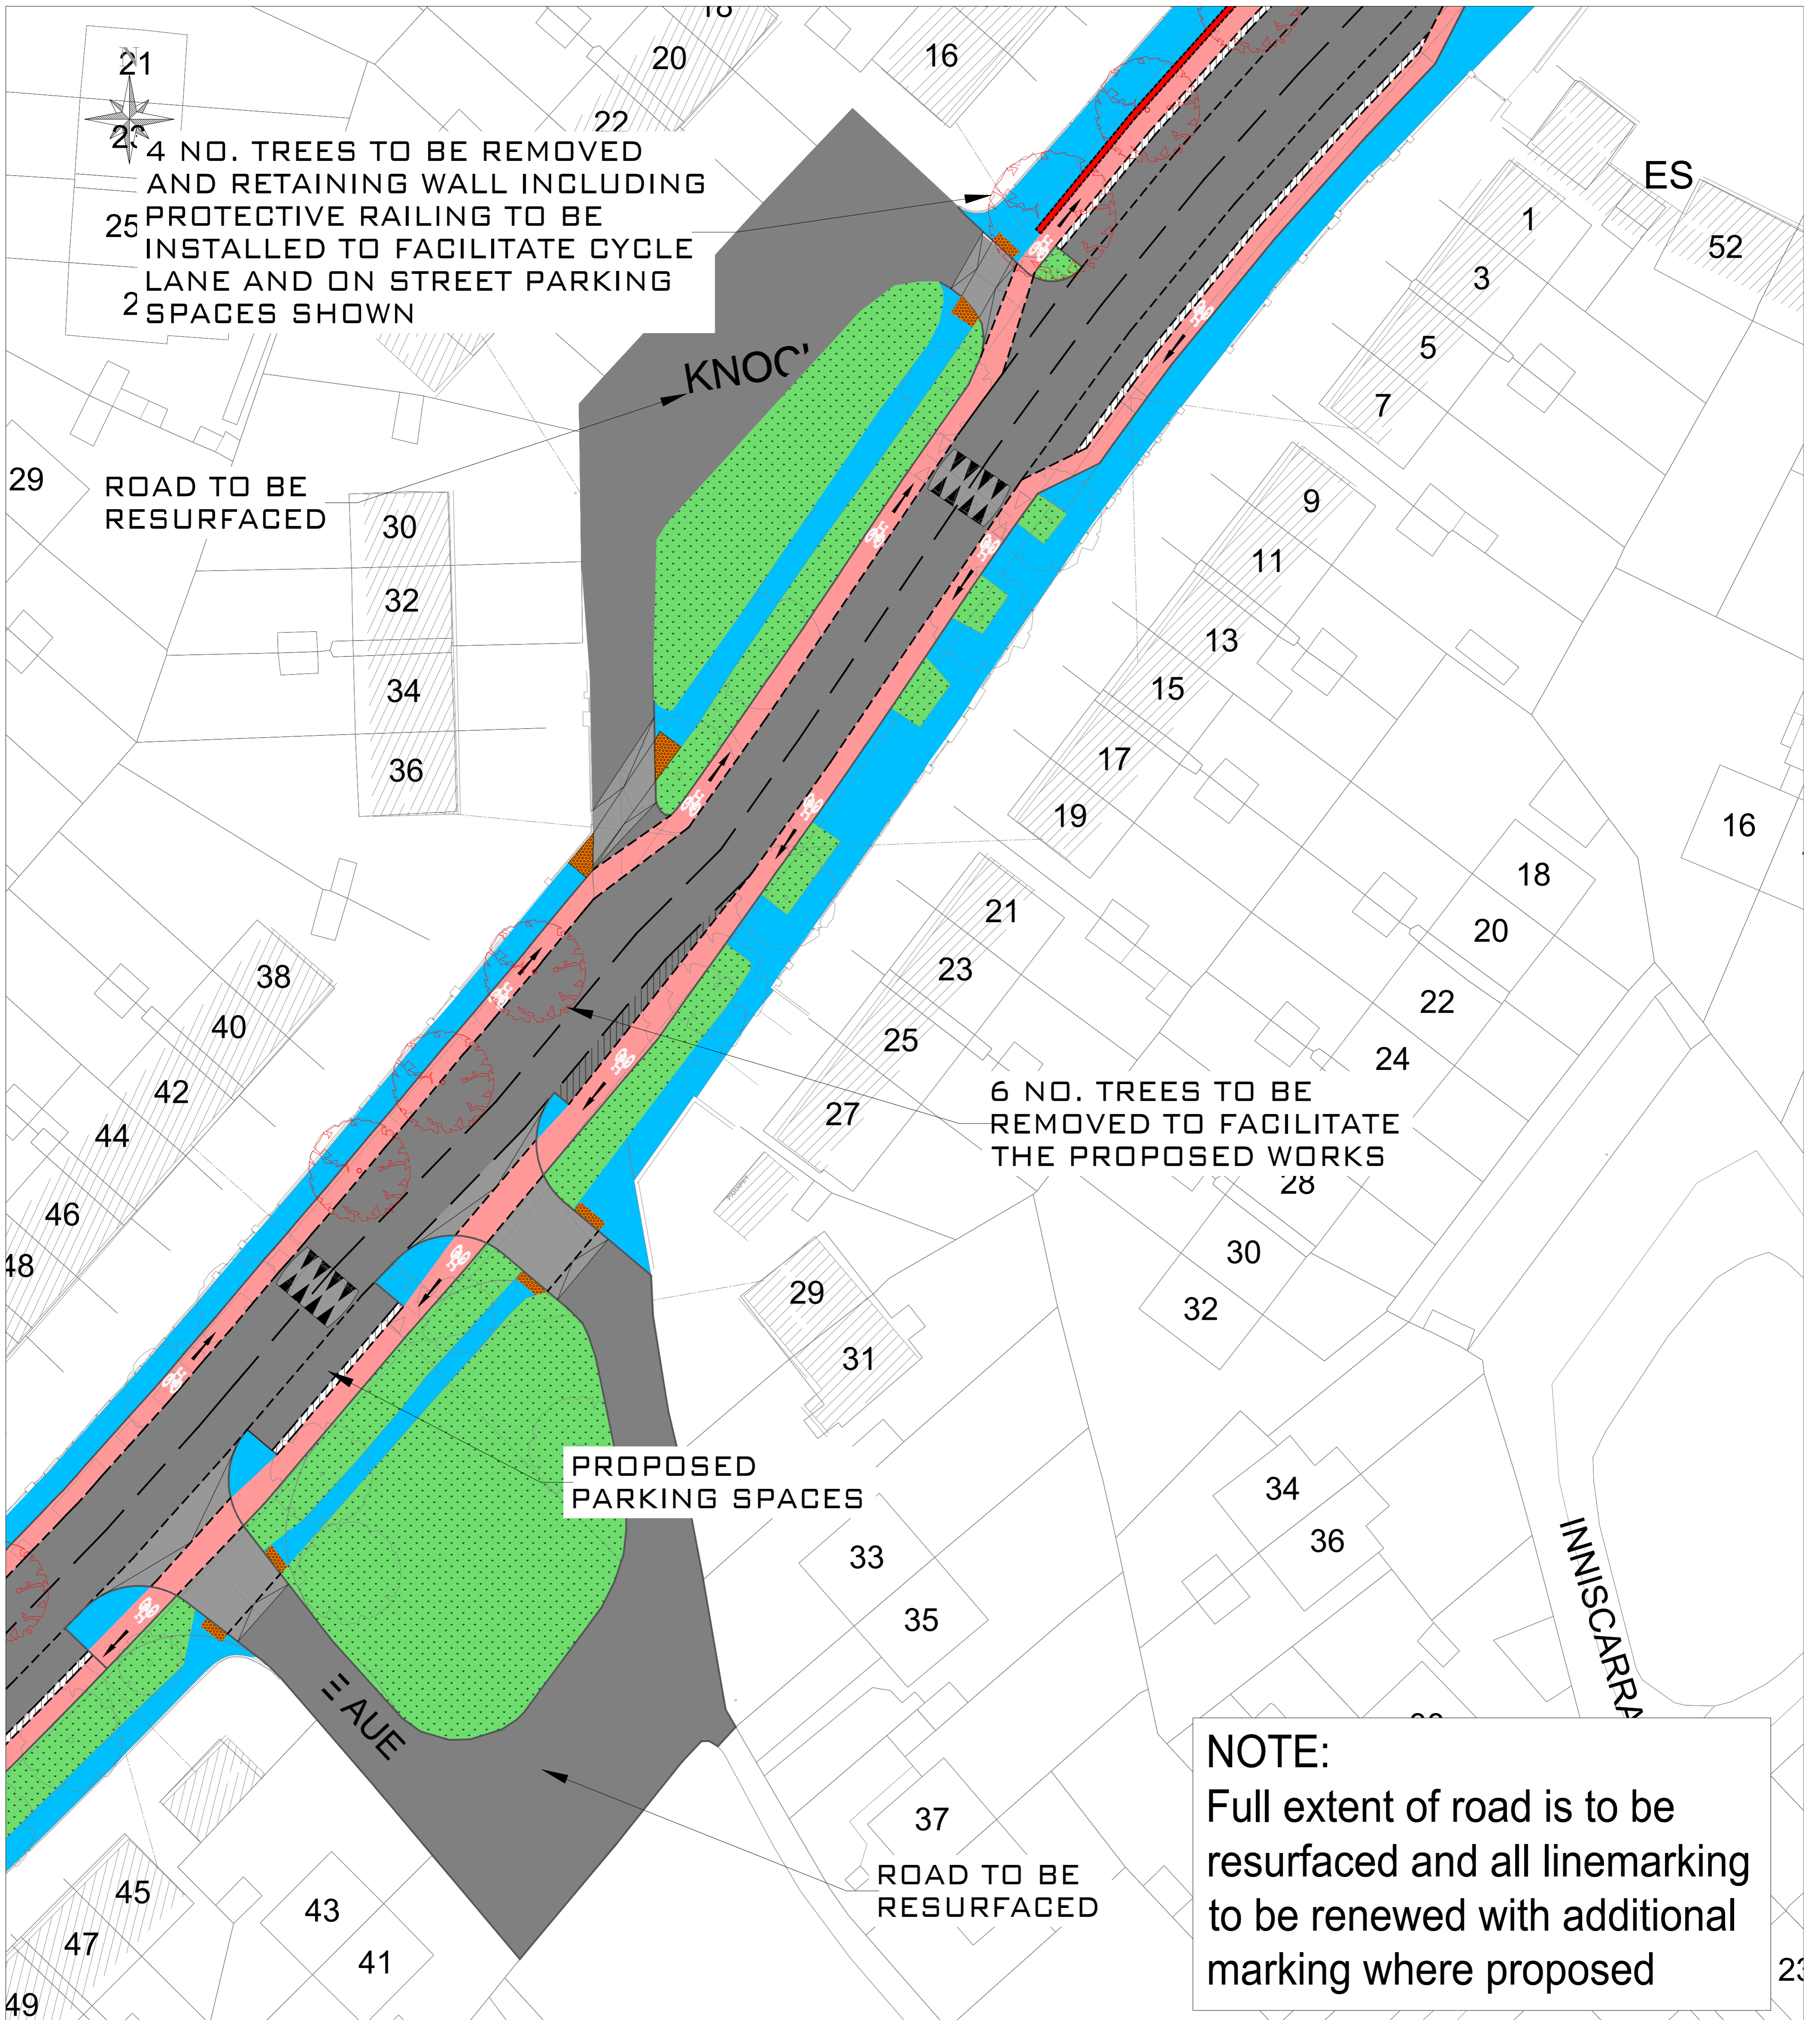 21
N
20
16
22
4 NO. TREES TO BE REMOVED
AND RETAINING WALL INCLUDING
PROTECTIVE RAILING TO BE
INSTALLED TO FACILITATE CYCLE
LANE AND ON STREET PARKING
SPACES SHOWN
25
ES
1
52
3
5
7
KNOC
29
ROAD TO BE
RESURFACED
30
32
34
36
9
11
13
15
17
19
16
18
20
22
24
21
23
25
27
38
40
42
44
46
48
6 NO. TREES TO BE
REMOVED TO FACILITATE
THE PROPOSED WORKS
28
30
32
29
31
PROPOSED
PARKING SPACES
33
35
34
36
INNISCARRA
E AUE
37
ROAD TO BE
RESURFACED
45
47
49
43
41
NOTE:
Full extent of road is to be
resurfaced and all linemarking
to be renewed with additional
marking where proposed
23